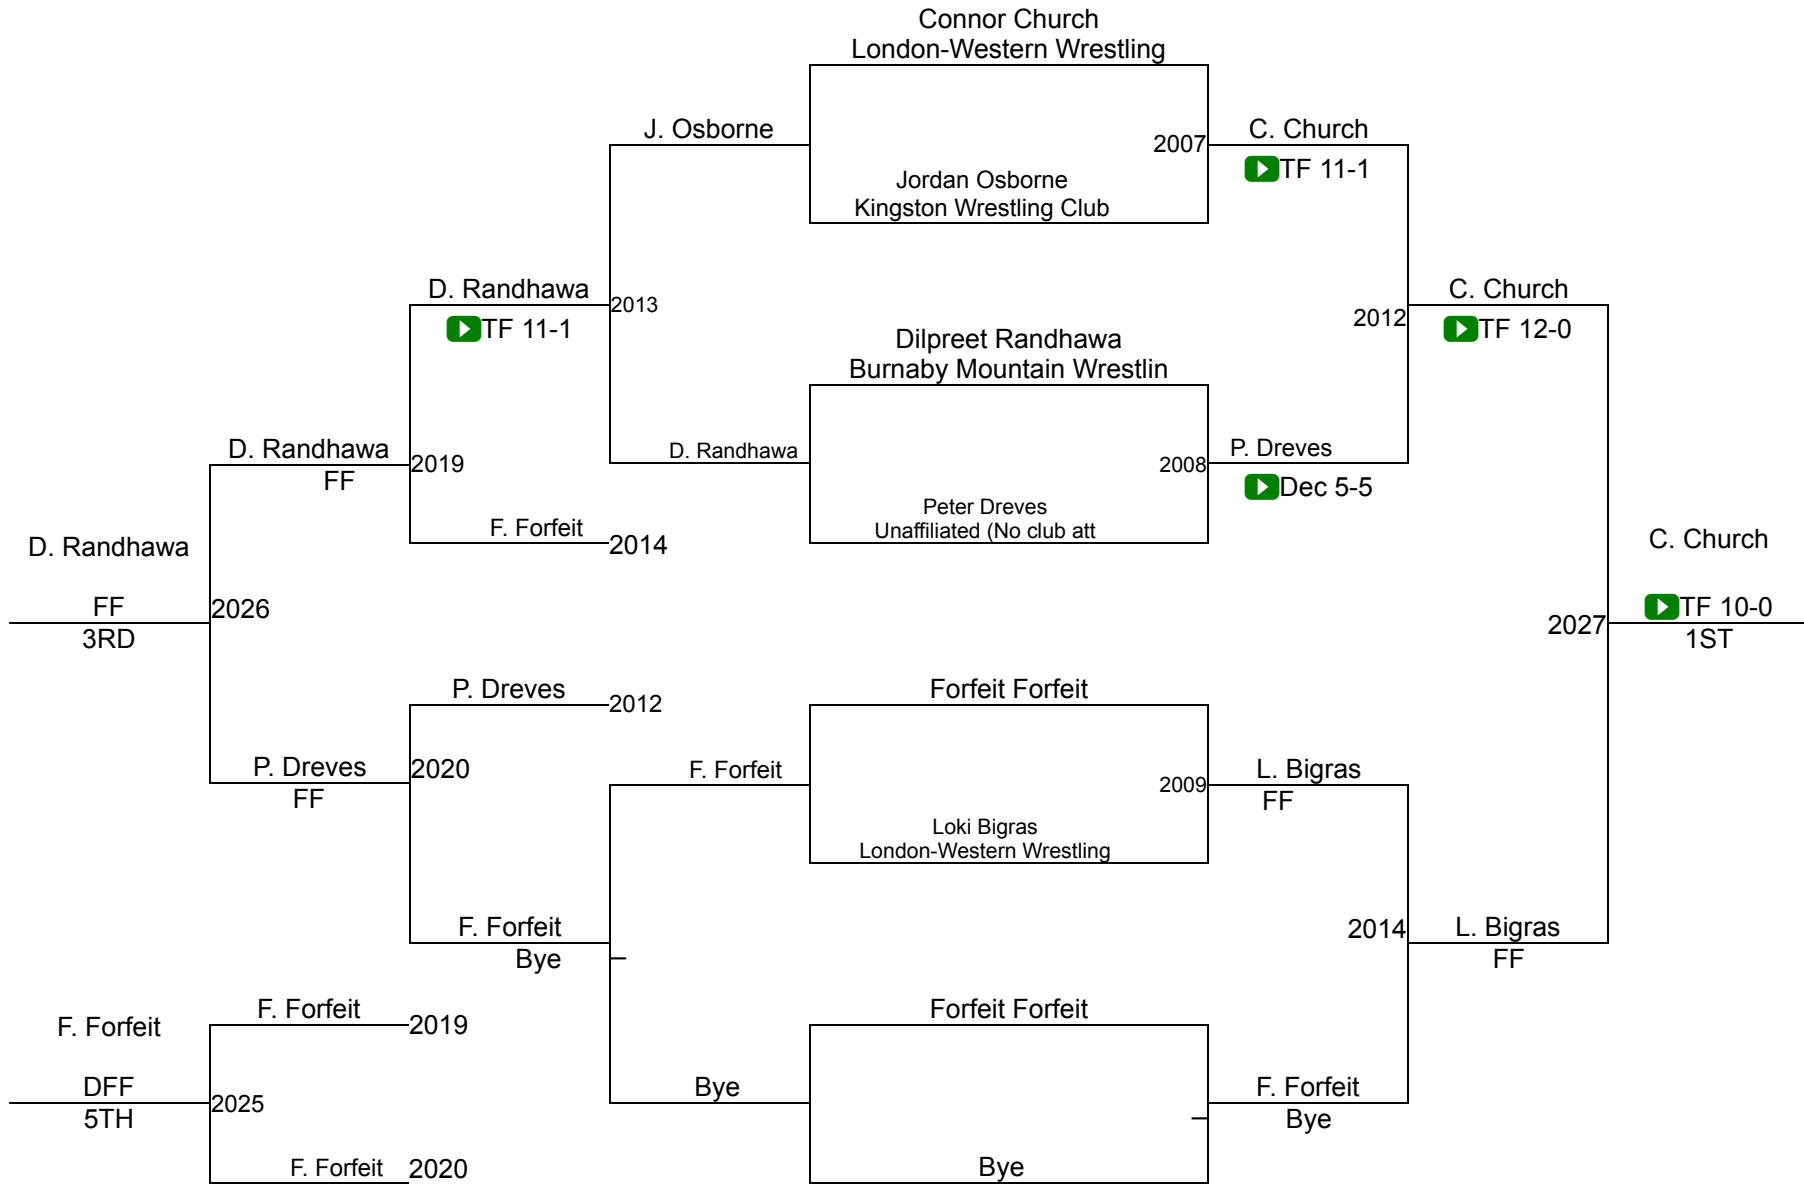 Connor Church
London-Western Wrestling
J. Osborne
2007
C. Church
TF 11-1
Jordan Osborne
Kingston Wrestling Club
D. Randhawa
2013
TF 11-1
C. Church
2012
TF 12-0
Dilpreet Randhawa
Burnaby Mountain Wrestlin
D. Randhawa
FF
2019
D. Randhawa
2008
P. Dreves
Dec 5-5
Peter Dreves
Unaffiliated (No club att
F. Forfeit
2014
D. Randhawa
FF
3RD
2026
C. Church
2027
TF 10-0
1ST
P. Dreves
2012
Forfeit Forfeit
P. Dreves
FF
2020
F. Forfeit
2009
L. Bigras
FF
Loki Bigras
London-Western Wrestling
F. Forfeit
Bye
2014
L. Bigras
FF
F. Forfeit
2019
Forfeit Forfeit
F. Forfeit
DFF
5TH
2025
Bye
F. Forfeit
Bye
F. Forfeit
2020
Bye